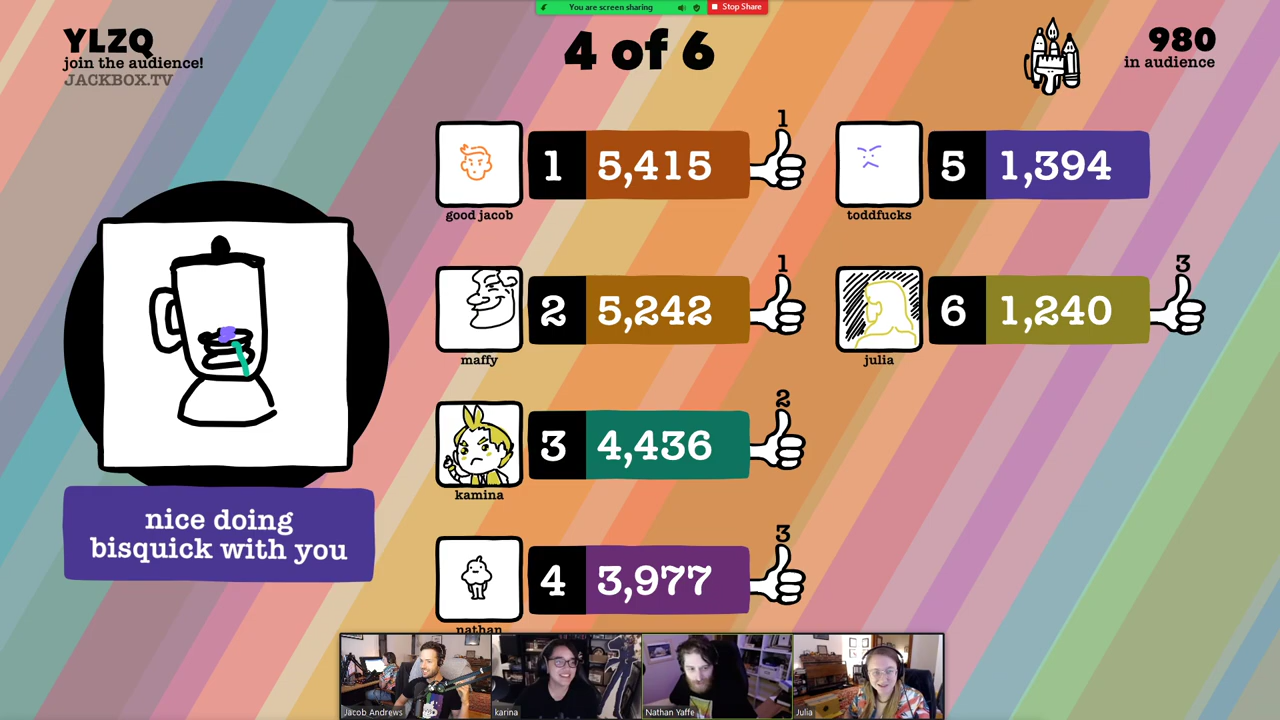 You are screen sharing
Stop Share
YLZQ
join the audience!
JACKBOX.TV
4 of 6
980
in audience
nice doing
bisquick with you
1
5,415
1
good jacob
2
5,242
1
maffy
3
4,436
2
kamina
4
3,977
3
nathan
5
1,394
toddfucks
6
1,240
3
julia
Jacob Andrews
karina
Nathan Yaffe
Julia